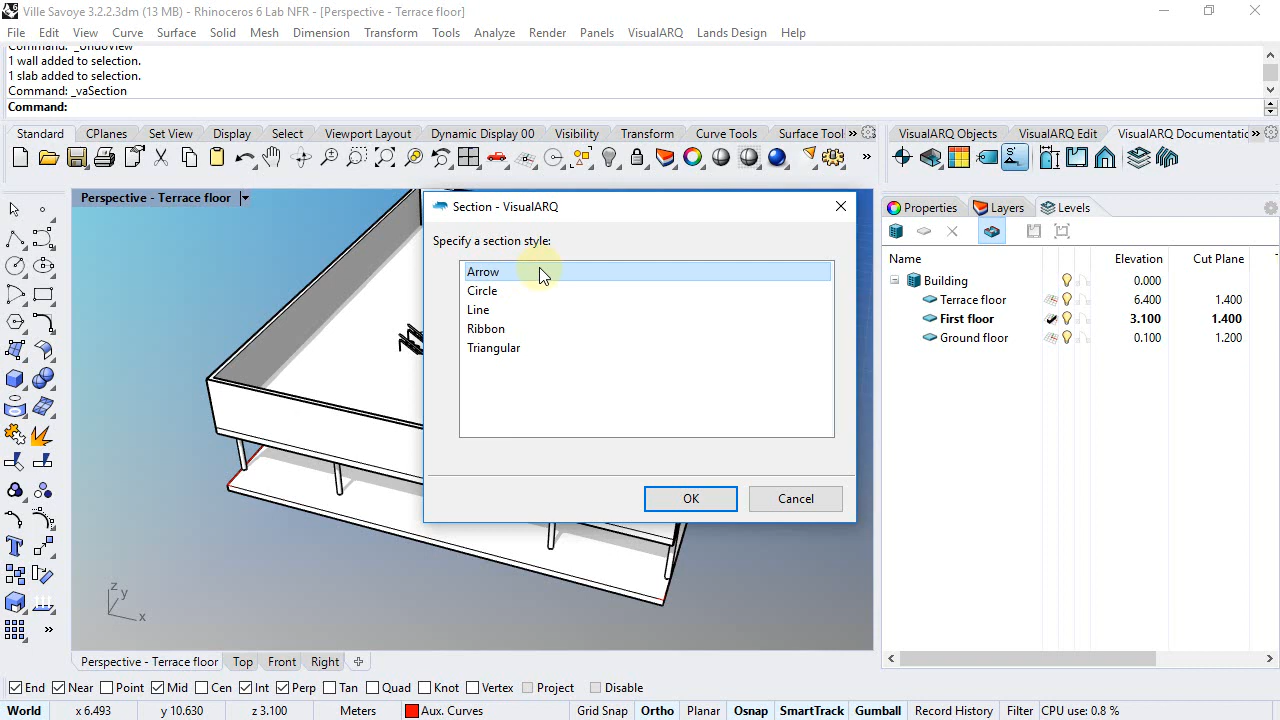 Ville Savoye 3.2.2.3dm (13 MB) - Rhinoceros 6 Lab NFR - [Perspective - Terrace floor]
File Edit View Curve Surface Solid Mesh Dimension Transform Tools Analyze Render Panels VisualARQ Lands Design Help
Command: _UndoView
1 wall added to selection.
1 slab added to selection.
Command: _vaSection
Command:
Standard CPlanes Set View Display Select Viewport Layout Dynamic Display 00 Visibility Transform Curve Tools Surface Tool »
VisualARQ Objects VisualARQ Edit VisualARQ Documentatic »
Perspective - Terrace floor
Section - VisualARQ
Specify a section style:
Arrow
Circle
Line
Ribbon
Triangular
OK Cancel
Properties Layers Levels
Name Elevation Cut Plane
Building 0.000
Terrace floor 6.400 1.400
First floor 3.100 1.400
Ground floor 0.100 1.200
z y x
Perspective - Terrace floor Top Front Right
End Near Point Mid Cen Int Perp Tan Quad Knot Vertex Project Disable
World x 6.493 y 10.630 z 3.100 Meters Aux. Curves Grid Snap Ortho Planar Osnap SmartTrack Gumball Record History Filter CPU use: 0.8 %